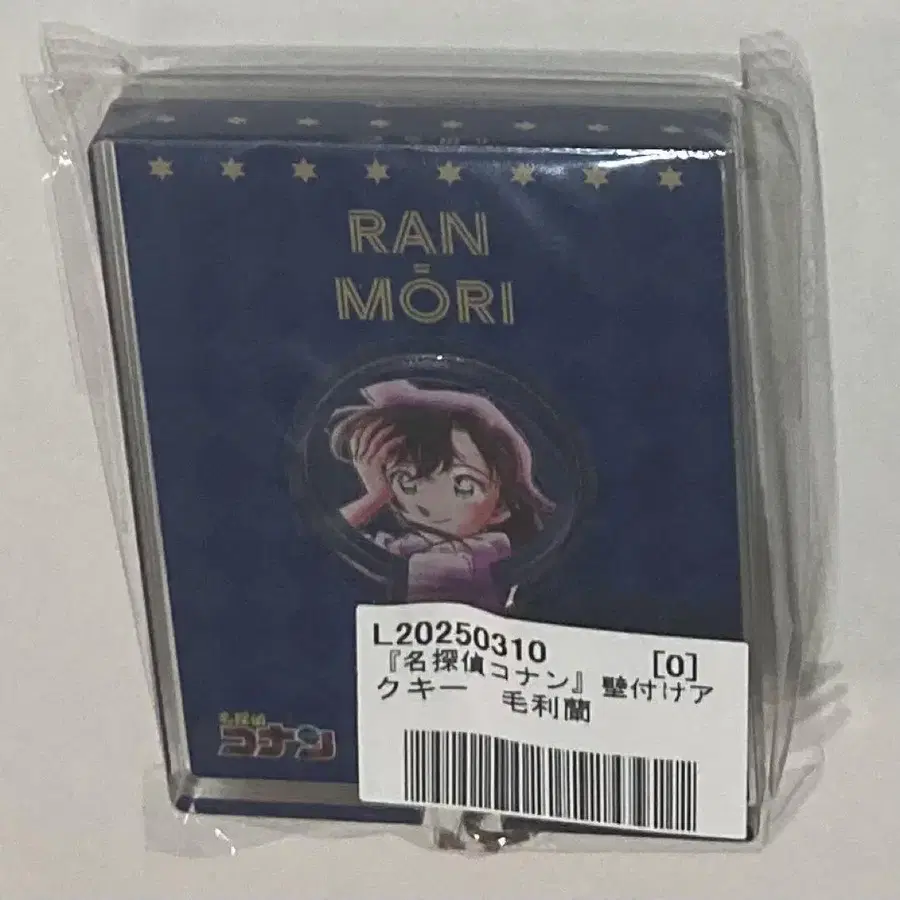 RAN
MŌRI
L20250310 [0]
『名探偵コナン』壁付けア
クキー 毛利蘭
名探偵
コナン